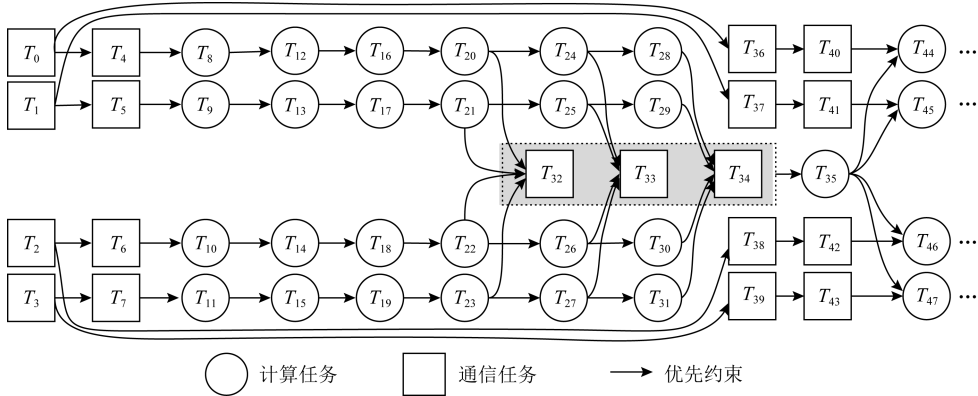 T₀ T₄ T₈ T₁₂ T₁₆ T₂₀ T₂₄ T₂₈ T₃₆ T₄₀ T₄₄ ...
T₁ T₅ T₉ T₁₃ T₁₇ T₂₁ T₂₅ T₂₉ T₃₇ T₄₁ T₄₅ ...
T₃₂ T₃₃ T₃₄ T₃₅
T₂ T₆ T₁₀ T₁₄ T₁₈ T₂₂ T₂₆ T₃₀ T₃₈ T₄₂ T₄₆ ...
T₃ T₇ T₁₁ T₁₅ T₁₉ T₂₃ T₂₇ T₃₁ T₃₉ T₄₃ T₄₇ ...
计算任务 通信任务 优先约束